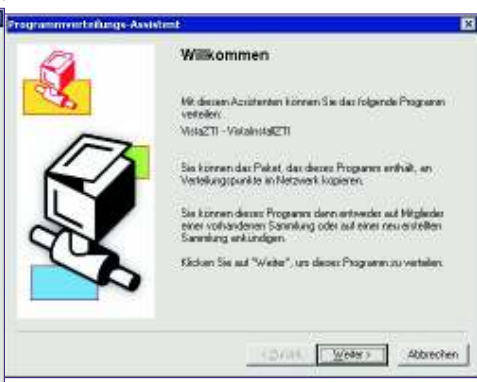 Programmverteilungs-Assistent
Willkommen
Mit diesem Assistenten können Sie das folgende Programm
verteilen:
VistaZTI - VistaInstallZTI
Sie können das Paket, das dieses Programm enthält, an
Verteilungspunkte im Netzwerk kopieren.
Sie können dieses Programm dann entweder auf Mitglieder
einer vorhandenen Sammlung oder auf einer neu erstellten
Sammlung ankündigen.
Klicken Sie auf "Weiter", um dieses Programm zu verteilen.
< Zurück
Weiter >
Abbrechen